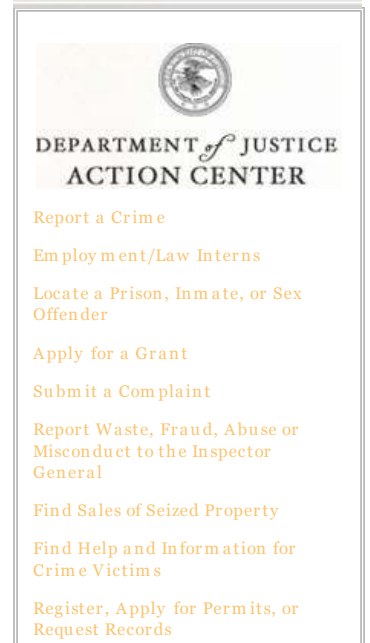 DEPARTMENT of JUSTICE
ACTION CENTER
Report a Crime
Employment/Law Interns
Locate a Prison, Inmate, or Sex
Offender
Apply for a Grant
Submit a Complaint
Report Waste, Fraud, Abuse or
Misconduct to the Inspector
General
Find Sales of Seized Property
Find Help and Information for
Crime Victims
Register, Apply for Permits, or
Request Records